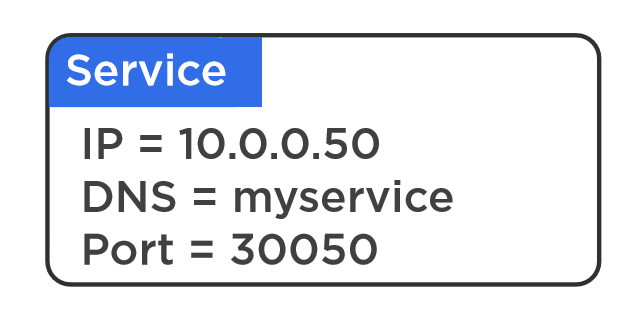 Service
IP = 10.0.0.50
DNS = myservice
Port = 30050